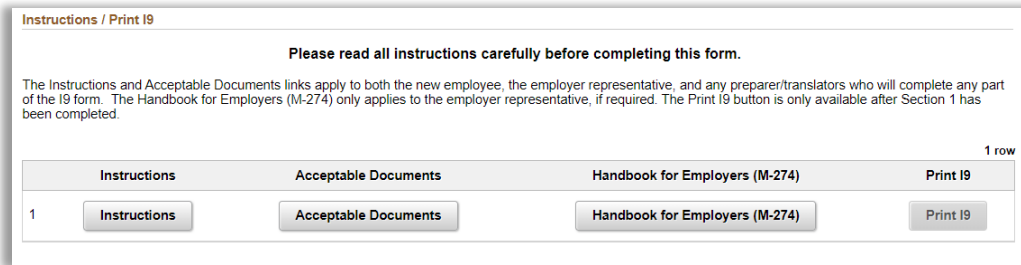 Instructions / Print I9
Please read all instructions carefully before completing this form.
The Instructions and Acceptable Documents links apply to both the new employee, the employer representative, and any preparer/translators who will complete any part
of the I9 form.  The Handbook for Employers (M-274) only applies to the employer representative, if required. The Print I9 button is only available after Section 1 has
been completed.
1 row
Instructions Acceptable Documents Handbook for Employers (M-274) Print I9
1 Instructions Acceptable Documents Handbook for Employers (M-274) Print I9